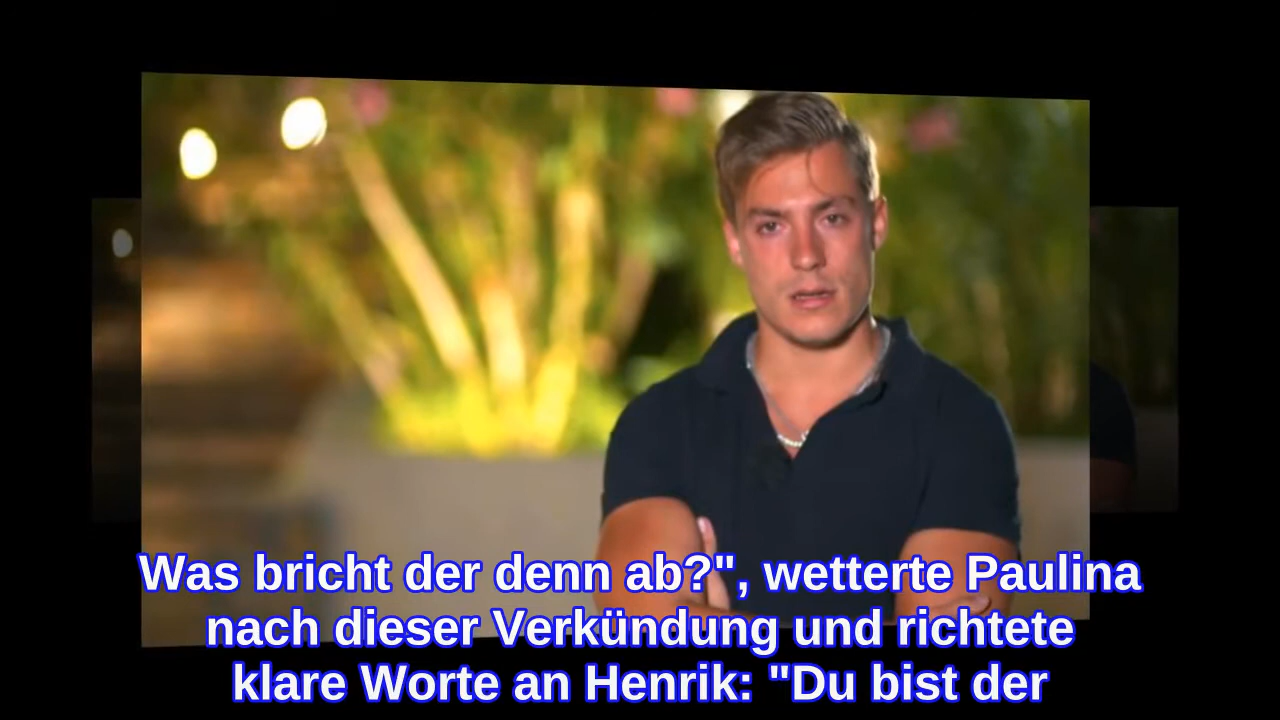 Was bricht der denn ab?", wetterte Paulina
nach dieser Verkündung und richtete
klare Worte an Henrik: "Du bist der